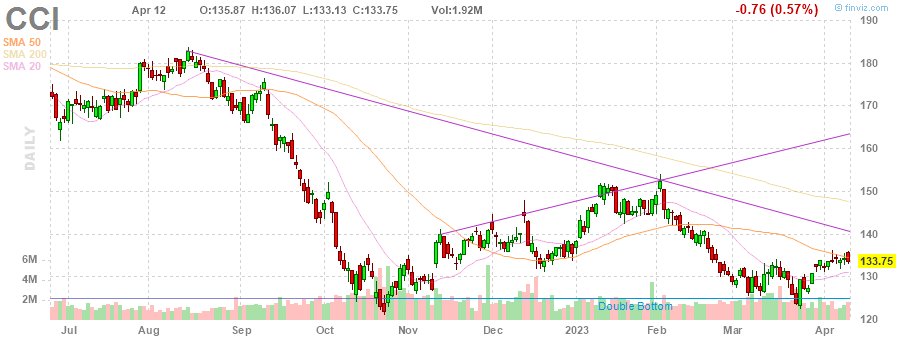 CCI Apr 12 O:135.87 H:136.07 L:133.13 C:133.75 Vol:1.92M -0.76 (0.57%) © finviz.com
SMA 50
SMA 200
SMA 20
DAILY
190
180
170
160
150
140
133.75
130
120
6M
4M
2M
Double Bottom
Jul Aug Sep Oct Nov Dec 2023 Feb Mar Apr